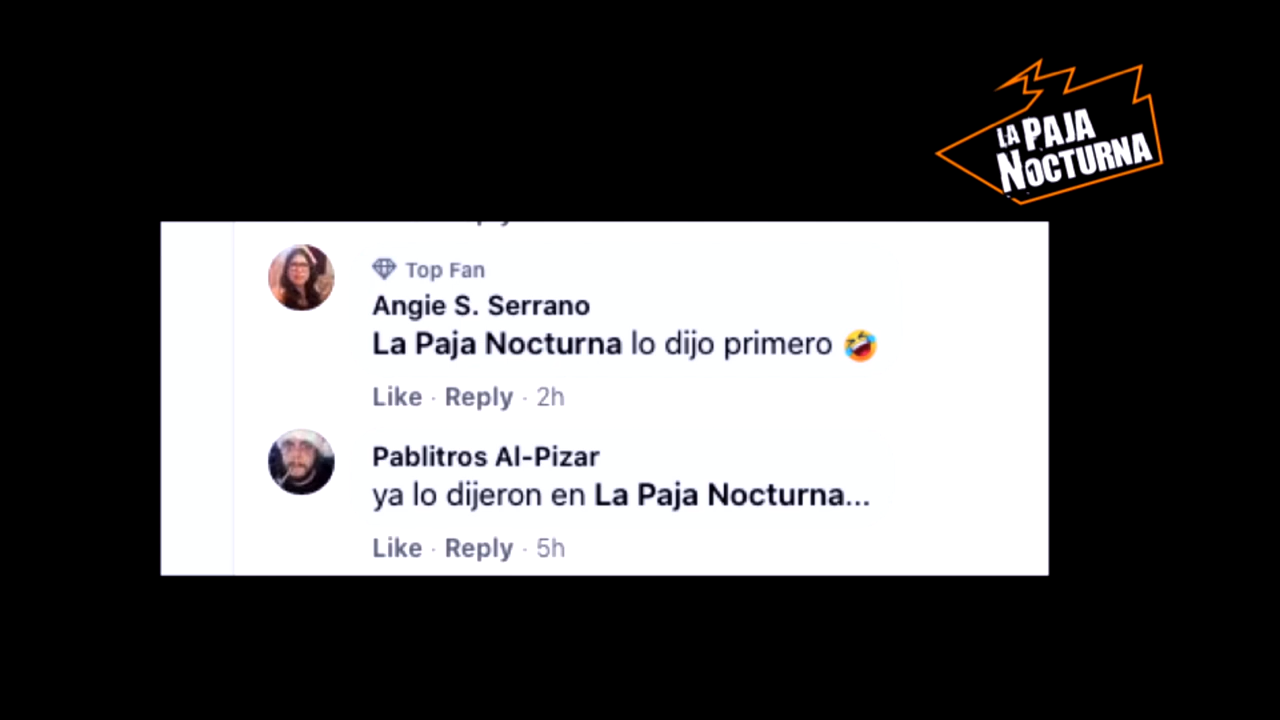 LA PAJA
NOCTURNA
Top Fan
Angie S. Serrano
La Paja Nocturna lo dijo primero 🤣
Like · Reply · 2h
Pablitros Al-Pizar
ya lo dijeron en La Paja Nocturna...
Like · Reply · 5h